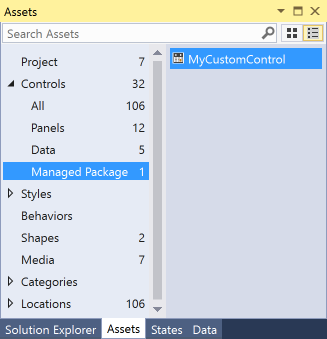 Assets
Search Assets
Project 7
Controls 32
All 106
Panels 12
Data 5
Managed Package 1
Styles
Behaviors
Shapes 2
Media 7
Categories
Locations 106
MyCustomControl
Solution Explorer Assets States Data